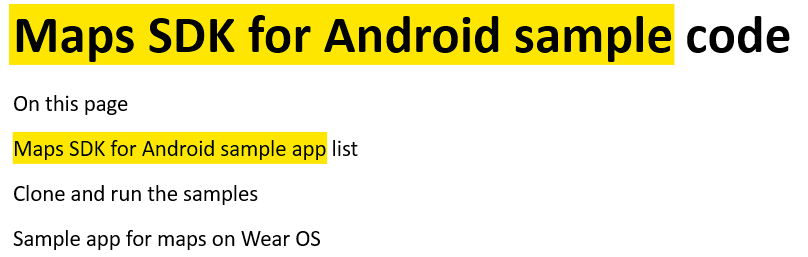 Maps SDK for Android sample code
On this page
Maps SDK for Android sample app list
Clone and run the samples
Sample app for maps on Wear OS